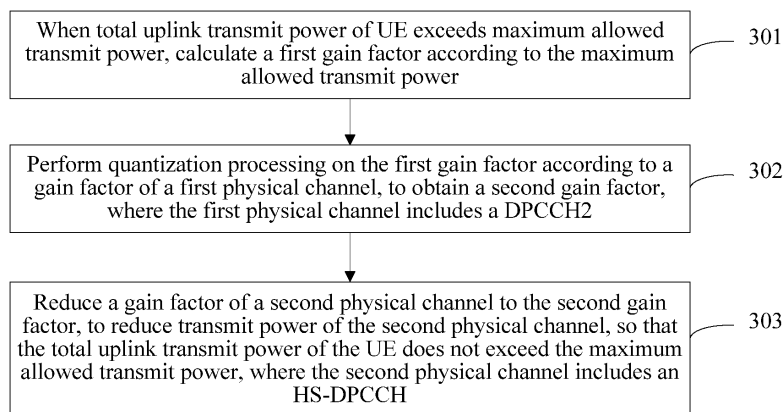 When total uplink transmit power of UE exceeds maximum allowed
transmit power, calculate a first gain factor according to the maximum
allowed transmit power
301
Perform quantization processing on the first gain factor according to a
gain factor of a first physical channel, to obtain a second gain factor,
where the first physical channel includes a DPCCH2
302
Reduce a gain factor of a second physical channel to the second gain
factor, to reduce transmit power of the second physical channel, so that
the total uplink transmit power of the UE does not exceed the maximum
allowed transmit power, where the second physical channel includes an
HS-DPCCH
303